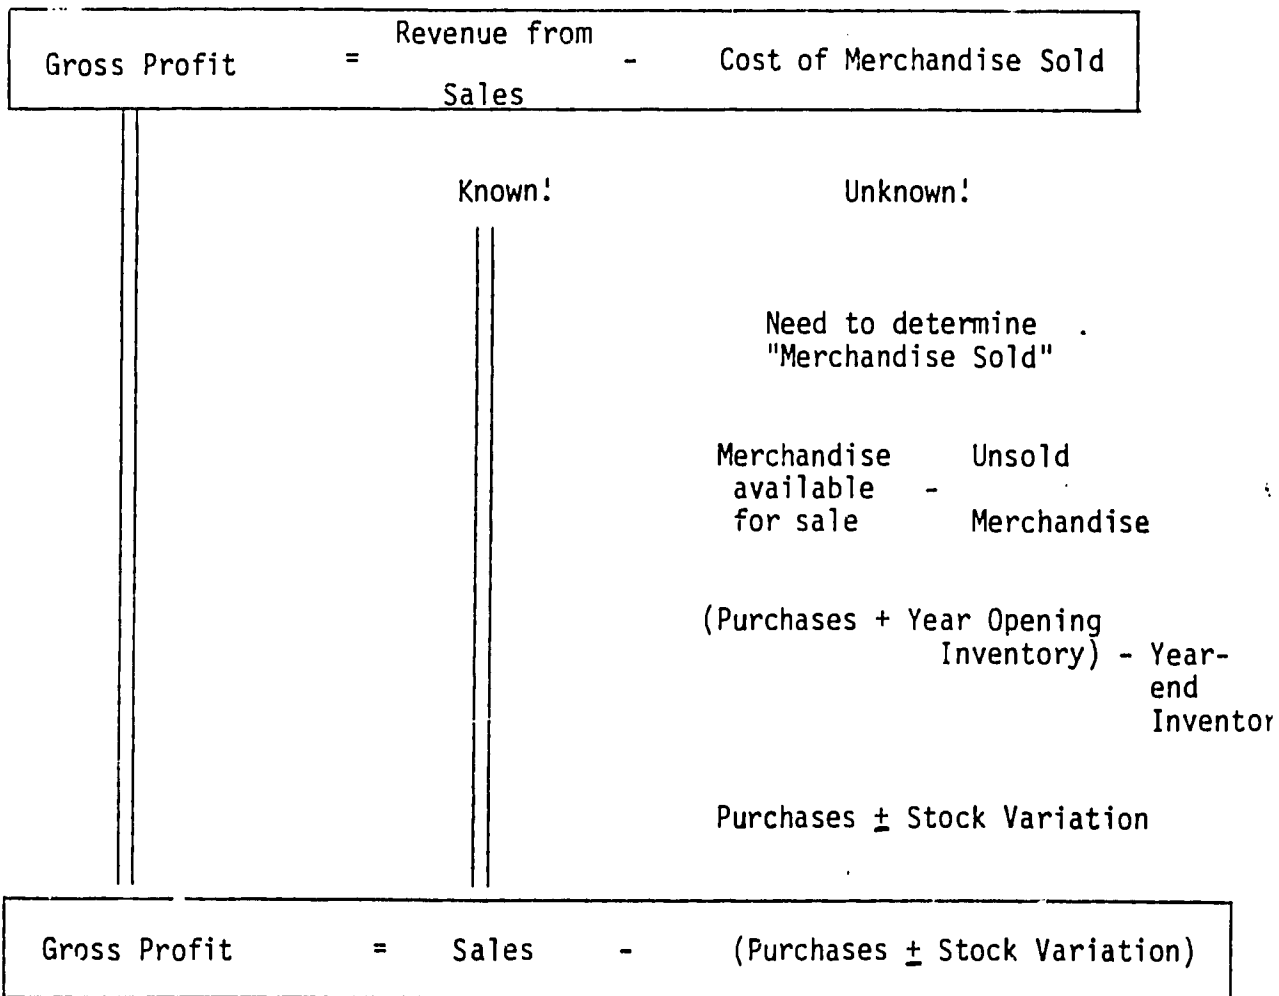 Revenue from
Gross Profit = - Cost of Merchandise Sold
Sales
Known! Unknown!
Need to determine .
"Merchandise Sold"
Merchandise Unsold
available -
for sale Merchandise
(Purchases + Year Opening
Inventory) - Year-
end
Inventor
Purchases ± Stock Variation
Gross Profit = Sales - (Purchases ± Stock Variation)